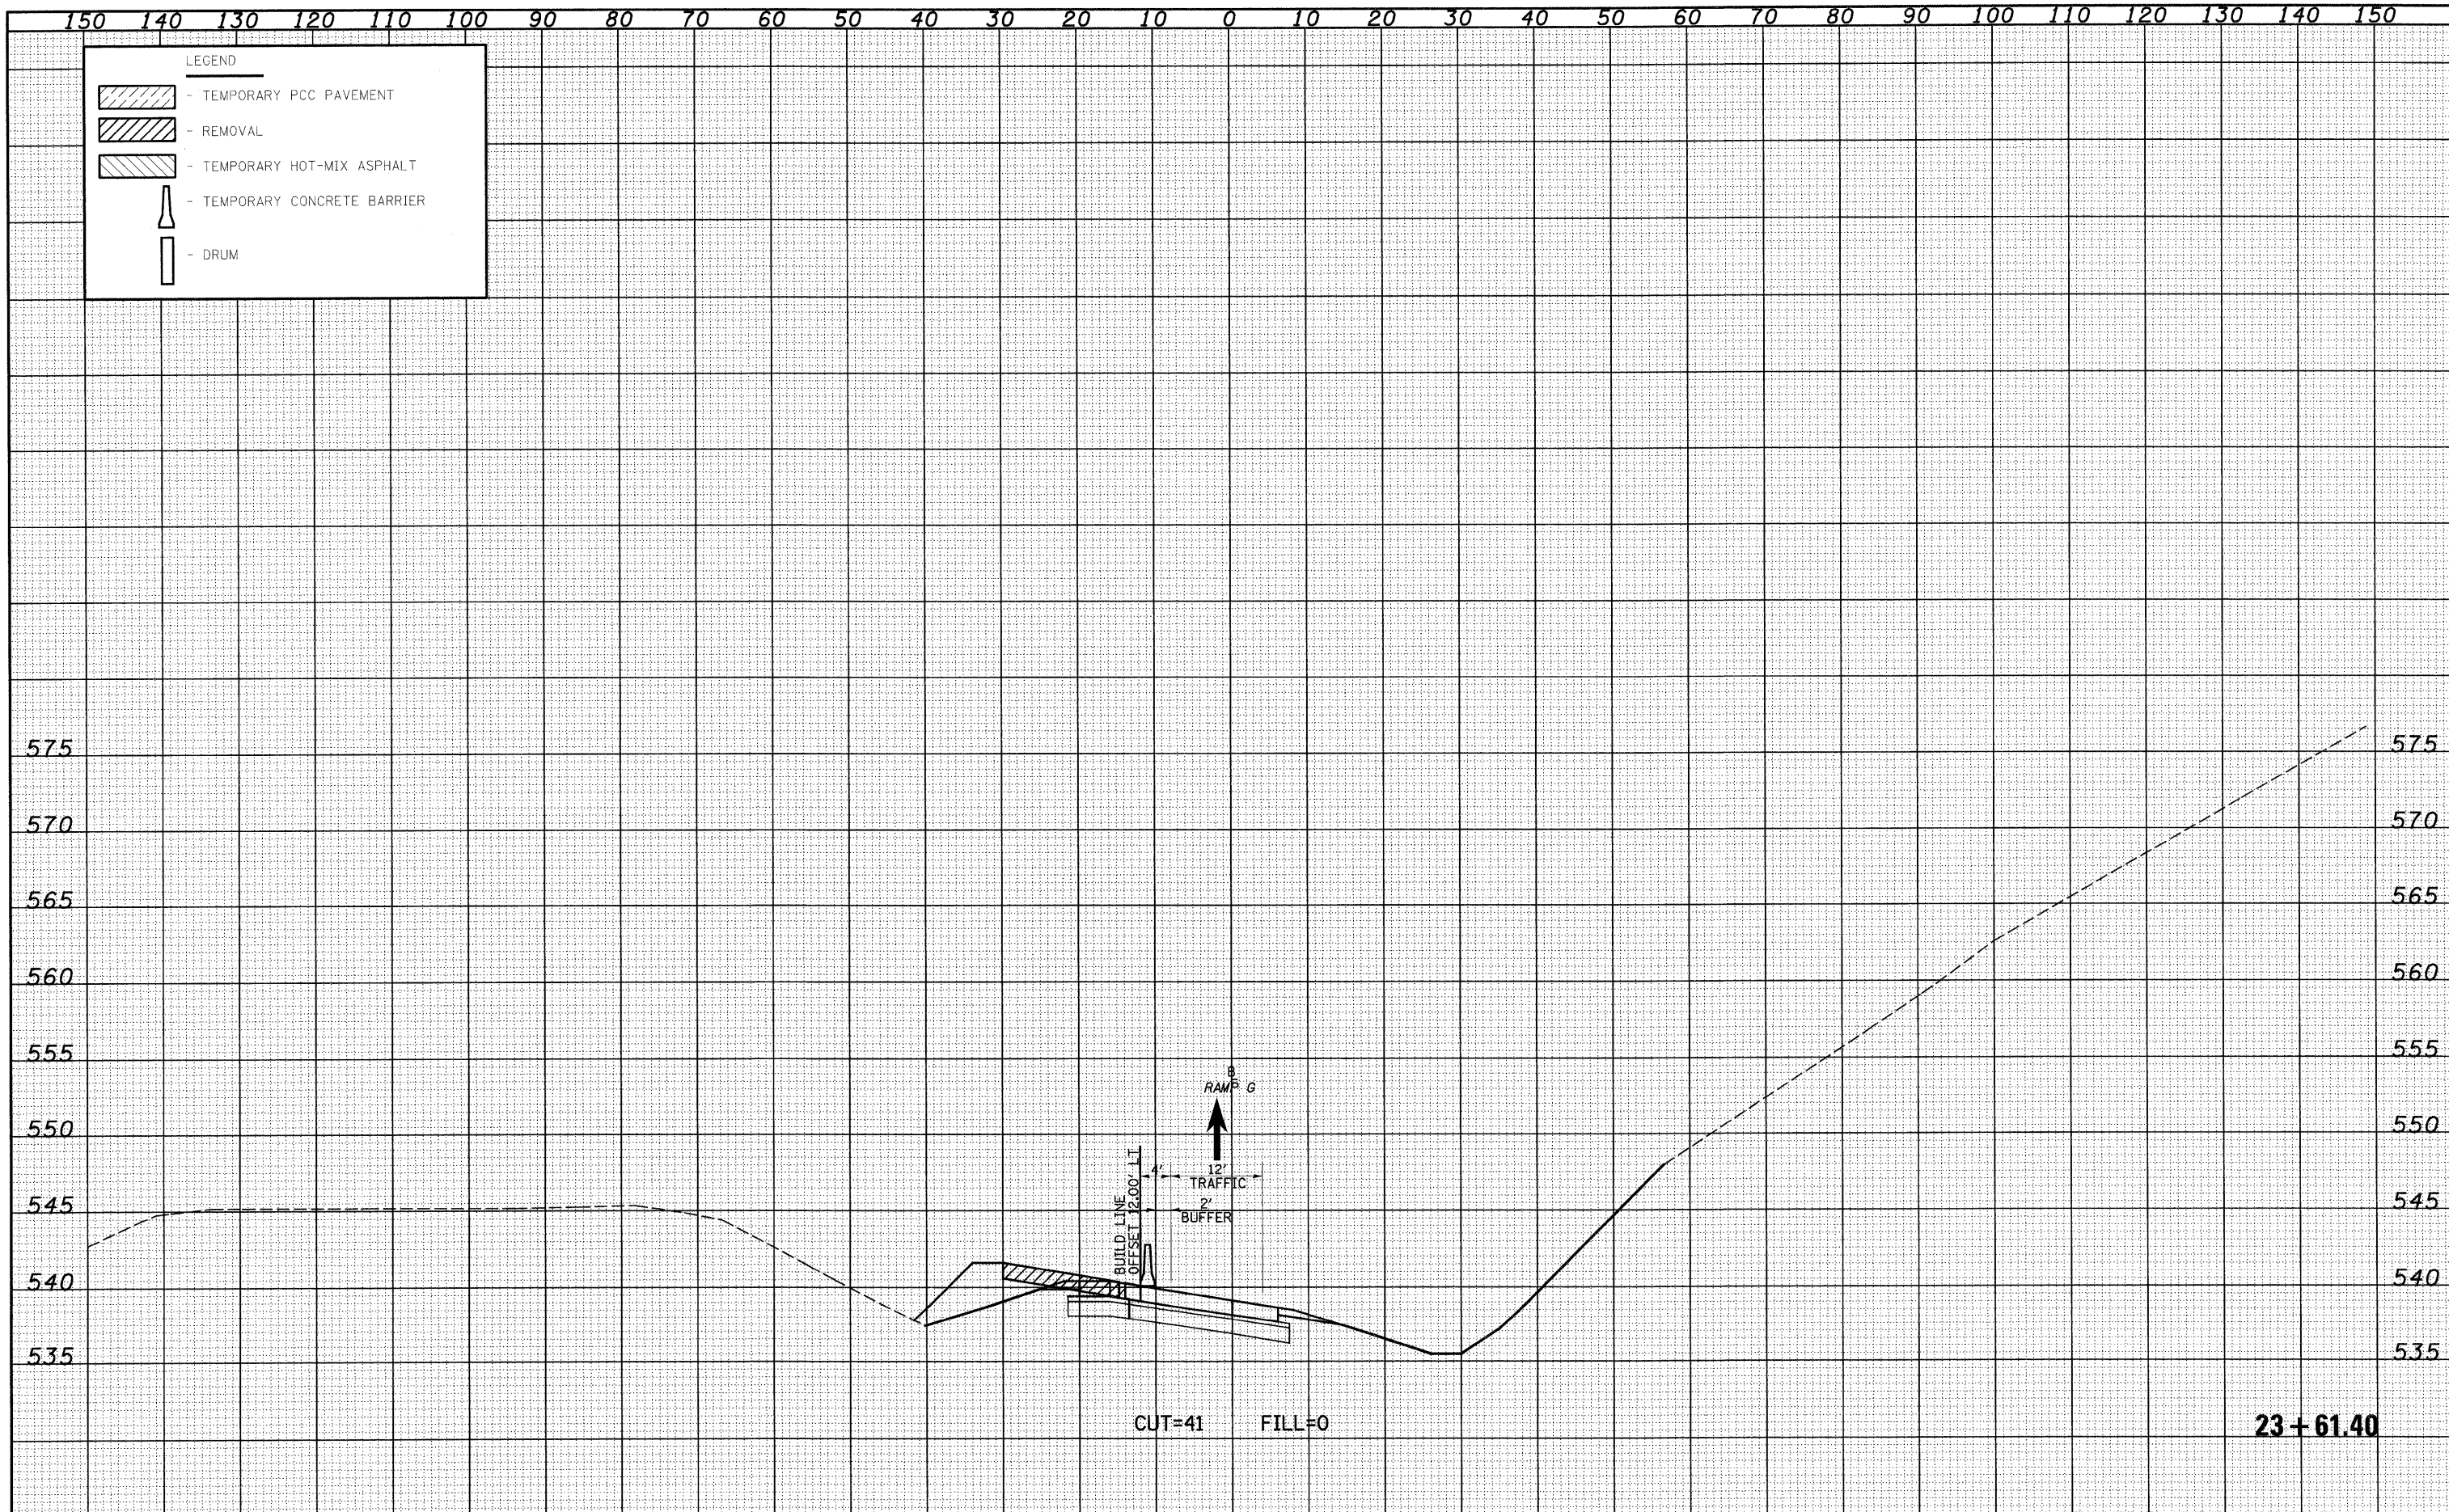 150 140 130 120 110 100 90 80 70 60 50 40 30 20 10 0 10 20 30 40 50 60 70 80 90 100 110 120 130 140 150
LEGEND
- TEMPORARY PCC PAVEMENT
- REMOVAL
- TEMPORARY HOT-MIX ASPHALT
- TEMPORARY CONCRETE BARRIER
- DRUM
575 575
570 570
565 565
560 560
555 555
B
RAMP G
550 550
4' 12'
TRAFFIC
545 545
2'
BUFFER
BUILD LINE
OFFSET 12.00' LT
540 540
535 535
CUT=41 FILL=0
23+61.40